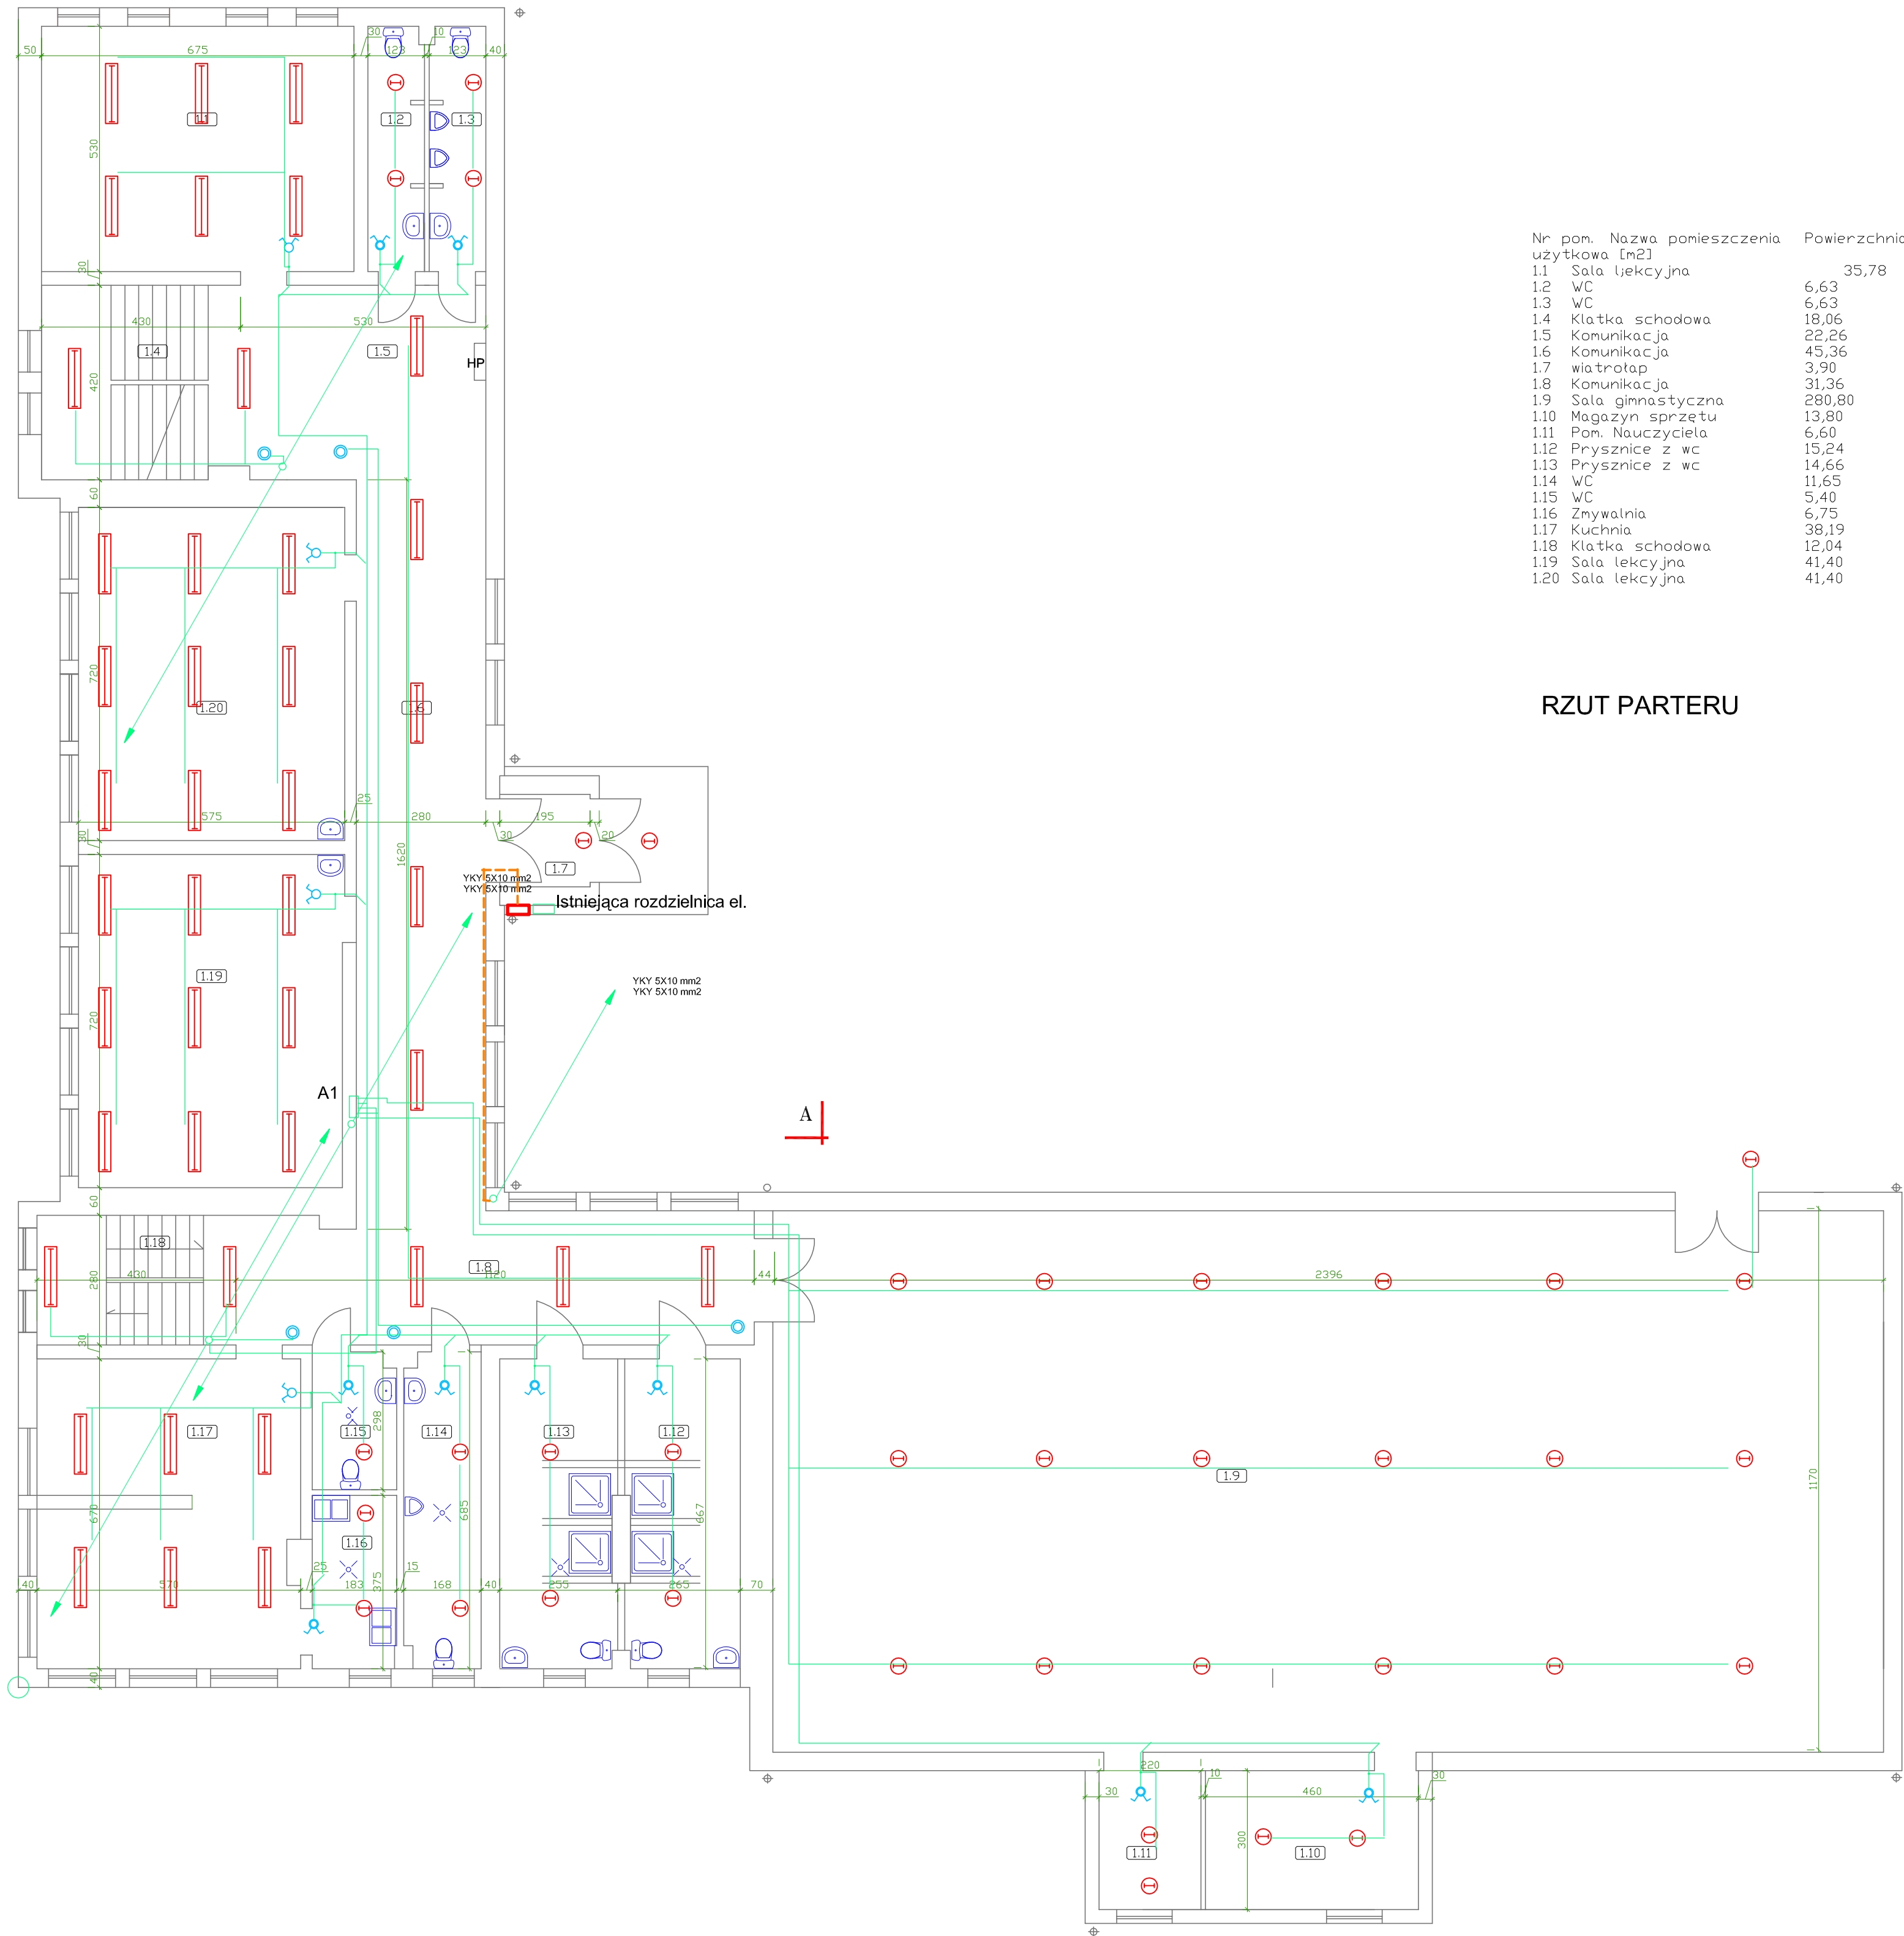 50
675
30
123
10
123
40
1.1
1.2
1.3
530
30
430
530
1.4
1.5
HP
420
60
720
1.20
1.6
575
25
280
195
30
20
30
1620
1.7
YKY 5X10 mm2
YKY 5X10 mm2
Istniejąca rozdzielnica el.
1.19
YKY 5X10 mm2
YKY 5X10 mm2
720
A1
A
60
1.18
1.8
430
1120
44
2396
280
30
1.17
1.15
1.14
1.13
1.12
1.9
298
685
667
670
1170
1.16
375
40
570
25
183
15
168
40
255
265
70
40
220
30
10
460
30
300
1.11
1.10
Nr pom. Nazwa pomieszczenia Powierzchnia
użytkowa [m2]
1.1 Sala l;ekcyjna 35,78
1.2 WC 6,63
1.3 WC 6,63
1.4 Klatka schodowa 18,06
1.5 Komunikacja 22,26
1.6 Komunikacja 45,36
1.7 wiatrołap 3,90
1.8 Komunikacja 31,36
1.9 Sala gimnastyczna 280,80
1.10 Magazyn sprzętu 13,80
1.11 Pom. Nauczyciela 6,60
1.12 Prysznice z wc 15,24
1.13 Prysznice z wc 14,66
1.14 WC 11,65
1.15 WC 5,40
1.16 Zmywalnia 6,75
1.17 Kuchnia 38,19
1.18 Klatka schodowa 12,04
1.19 Sala lekcyjna 41,40
1.20 Sala lekcyjna 41,40
RZUT PARTERU